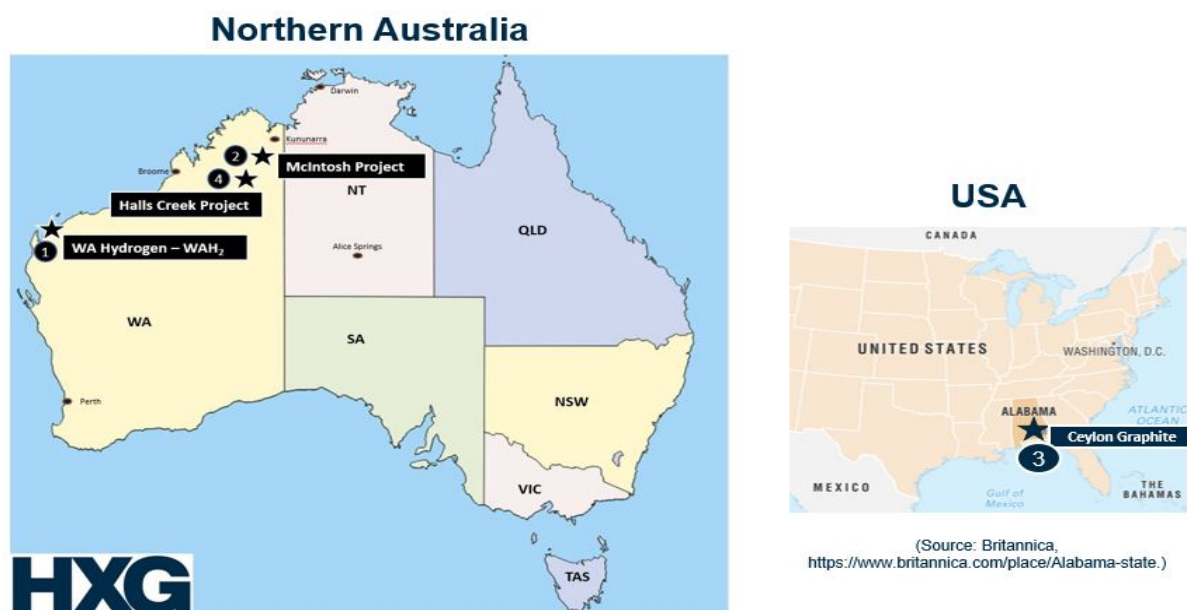 Northern Australia
Darwin
Kununarra
2
McIntosh Project
Broome
4
NT
Halls Creek Project
QLD
WA Hydrogen – WAH₂
1
Alice Springs
WA
SA
Perth
NSW
VIC
TAS
HXG
USA
CANADA
UNITED STATES
WASHINGTON, D.C.
ALABAMA
ATLANTIC
OCEAN
Ceylon Graphite
3
MEXICO
Gulf of
Mexico
THE
BAHAMAS
(Source: Britannica,
https://www.britannica.com/place/Alabama-state.)